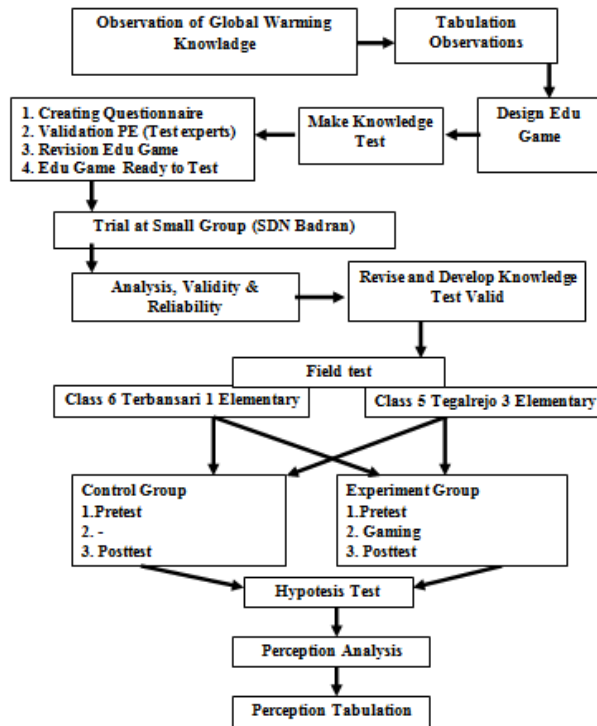 Observation of Global Warming
Knowladge
Tabulation
Observations
Design Edu
Game
Make Knowledge
Test
1. Creating Questionnaire
2. Validation PE (Test experts)
3. Revision Edu Game
4. Edu Game Ready to Test
Trial at Small Group (SDN Badran)
Analysis, Validity &
Reliability
Revise and Develop Knowledge
Test Valid
Field test
Class 6 Terbansari 1 Elementary
Class 5 Tegalrejo 3 Elementary
Control Group
1.Pretest
2. -
3. Posttest
Experiment Group
1.Pretest
2. Gaming
3. Posttest
Hypotesis Test
Perception Analysis
Perception Tabulation